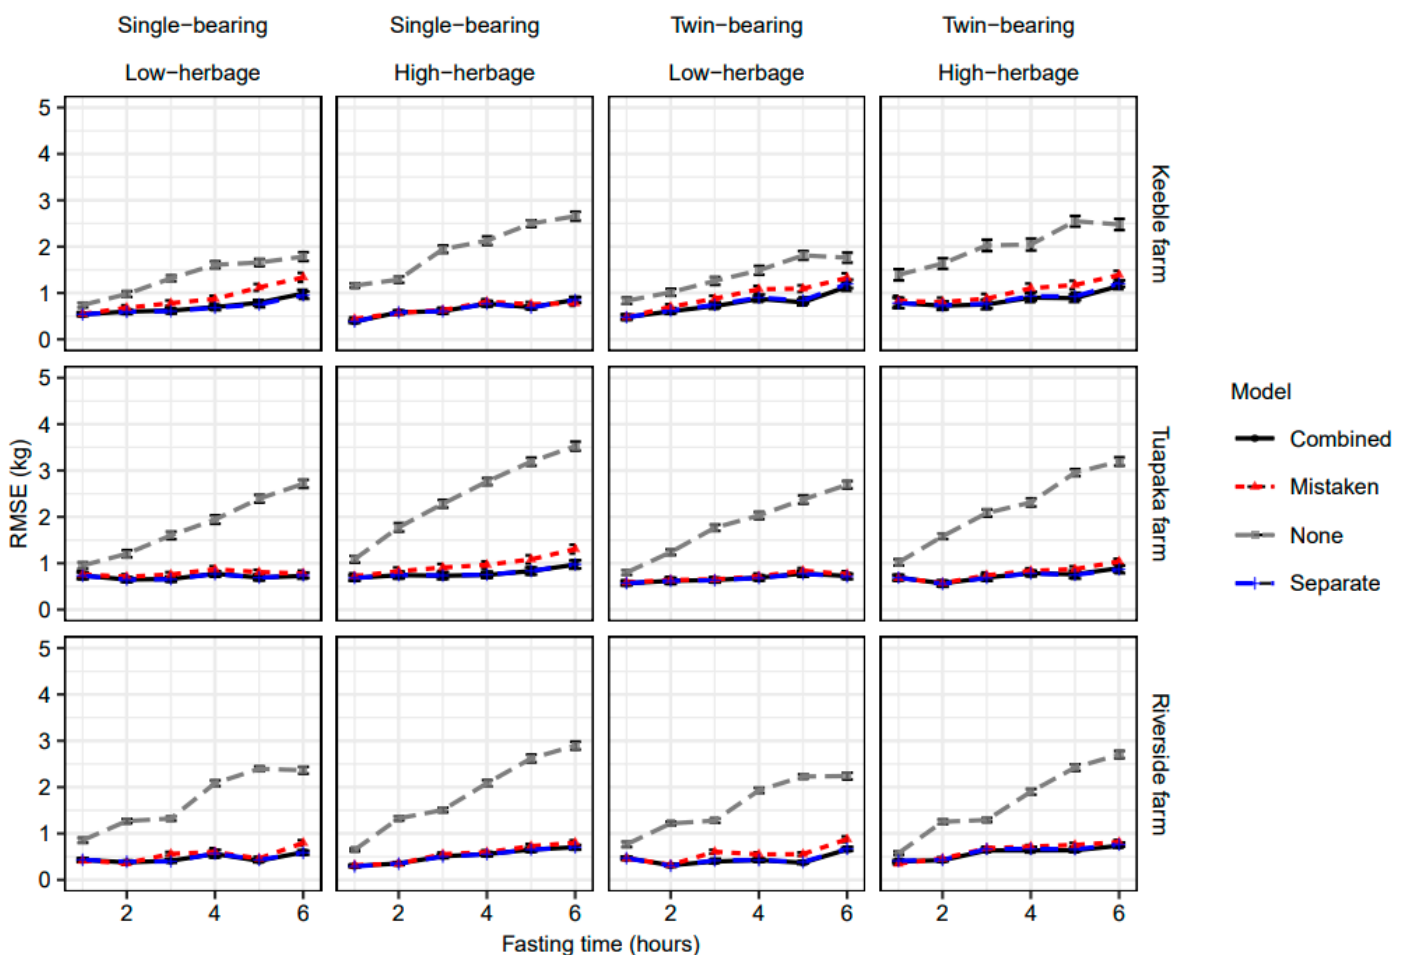 Single−bearing Single−bearing Twin−bearing Twin−bearing
Low−herbage High−herbage Low−herbage High−herbage
5
4
3
2
1
0
Keeble farm
5
4
3
2
1
0
Tuapaka farm
5
4
3
2
1
0
Riverside farm
RMSE (kg)
2 4 6 2 4 6 2 4 6 2 4 6
Fasting time (hours)
Model
Combined
Mistaken
None
Separate